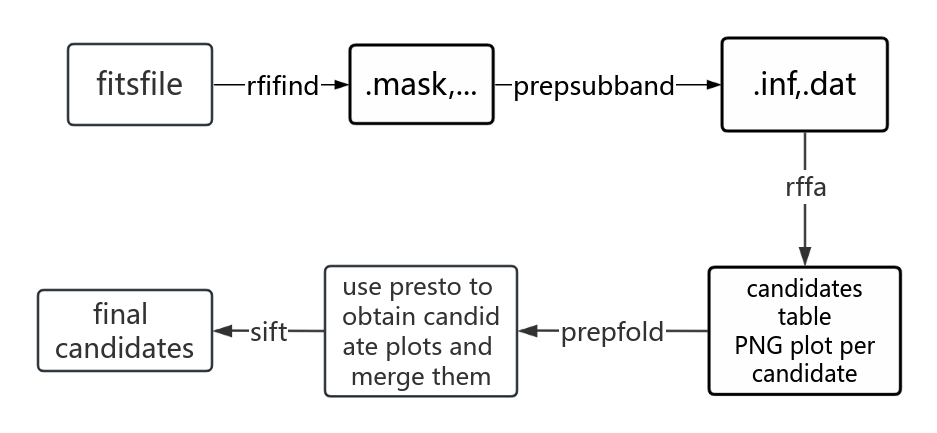 fitsfile
rfifind
.mask,...
prepsubband
.inf,.dat
rffa
candidates
table
PNG plot per
candidate
prepfold
use presto to
obtain candid
ate plots and
merge them
sift
final
candidates